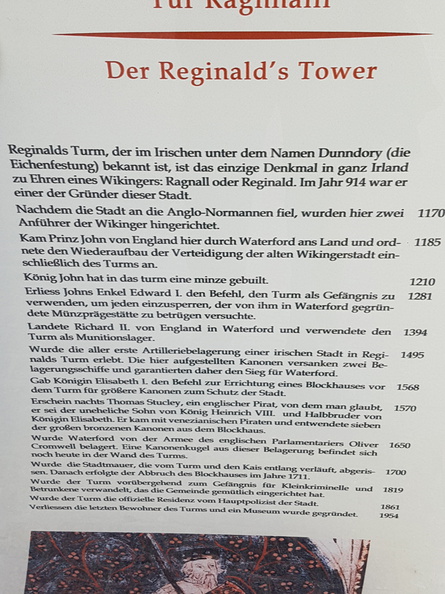 Túr Raghnaill
Der Reginald's Tower
Reginalds Turm, der im Irischen unter dem Namen Dunndory (die
Eichenfestung) bekannt ist, ist das einzige Denkmal in ganz Irland
zu Ehren eines Wikingers: Ragnall oder Reginald. Im Jahr 914 war er
einer der Gründer dieser Stadt.
Nachdem die Stadt an die Anglo-Normannen fiel, wurden hier zwei 1170
Anführer der Wikinger hingerichtet.
Kam Prinz John von England hier durch Waterford ans Land und ord- 1185
nete den Wiederaufbau der Verteidigung der alten Wikingerstadt ein-
schließlich des Turms an.
König John hat in das turm eine minze gebuilt. 1210
Erliess Johns Enkel Edward I. den Befehl, den Turm als Gefängnis zu 1281
verwenden, um jeden einzusperren, der von ihm in Waterford gegrün-
dete Münzprägestätte zu betrügen versuchte.
Landete Richard II. von England in Waterford und verwendete den 1394
Turm als Munitionslager.
Wurde die aller erste Artilleriebelagerung einer irischen Stadt in Regi- 1495
nalds Turm erlebt. Die hier aufgestellten Kanonen versanken zwei Be-
lagerungsschiffe und garantierten daher den Sieg für Waterford.
Gab Königin Elisabeth I. den Befehl zur Errichtung eines Blockhauses vor 1568
dem Turm für größere Kanonen zum Schutz der Stadt.
Erschein nachts Thomas Stucley, ein englischer Pirat, von dem man glaubt, 1570
er sei der uneheliche Sohn von König Heinrich VIII. und Halbbruder von
Königin Elisabeth. Er kam mit venezianischen Piraten und entwendete sieben
der großen bronzenen Kanonen aus dem Blockhaus.
Wurde Waterford von der Armee des englischen Parlamentariers Oliver 1650
Cromwell belagert. Eine Kanonenkugel aus dieser Belagerung befindet sich
noch heute in der Wand des Turms.
Wurde die Stadtmauer, die vom Turm und den Kais entlang verläuft, abgeris- 1700
sen. Danach erfolgte der Abbruch des Blockhauses im Jahre 1711.
Wurde der Turm vorübergehend zum Gefängnis für Kleinkriminelle und 1819
Betrunkene verwandelt, das die Gemeinde gemütlich eingerichtet hat.
Wurde der Turm die offizielle Residenz vom Hauptpolizist der Stadt. 1861
Verliessen die letzten Bewohner des Turms und ein Museum wurde gegründet. 1954